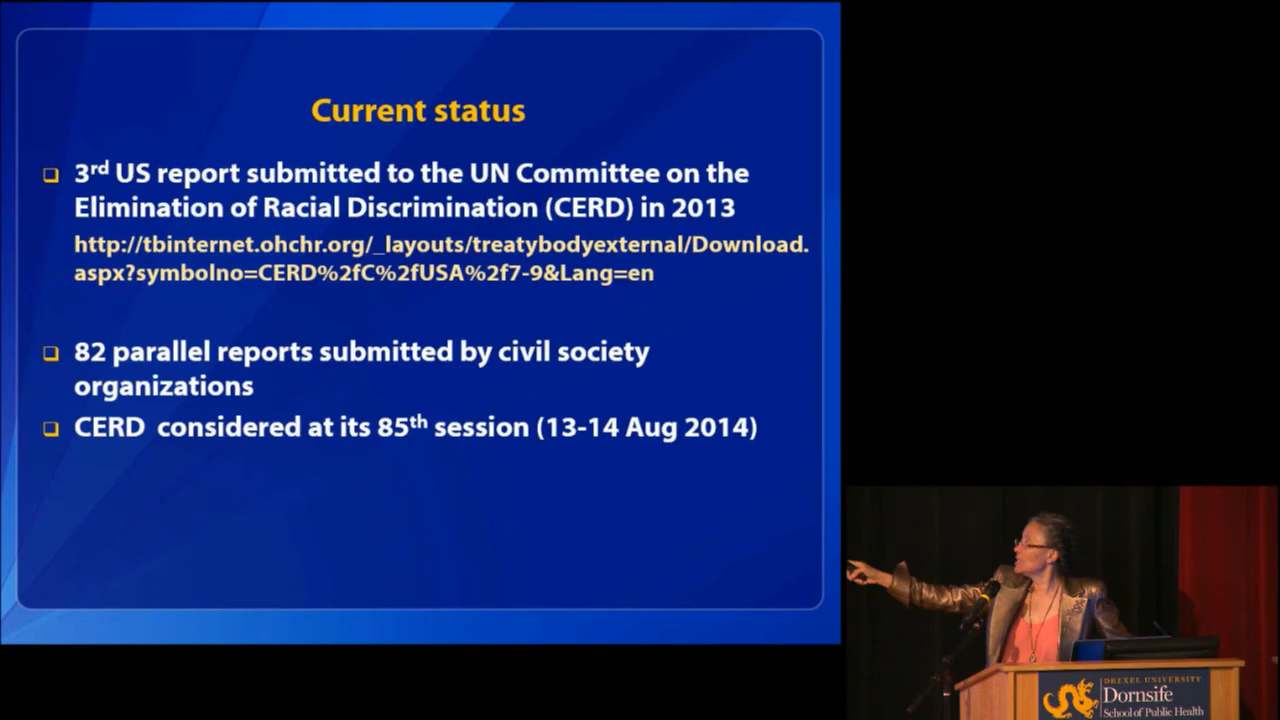 Current status
❑ 3rd US report submitted to the UN Committee on the
Elimination of Racial Discrimination (CERD) in 2013
http://tbinternet.ohchr.org/_layouts/treatybodyexternal/Download.
aspx?symbolno=CERD%2fC%2fUSA%2f7-9&Lang=en
❑ 82 parallel reports submitted by civil society
organizations
❑ CERD  considered at its 85th session (13-14 Aug 2014)
DREXEL UNIVERSITY
Dornsife
School of Public Health